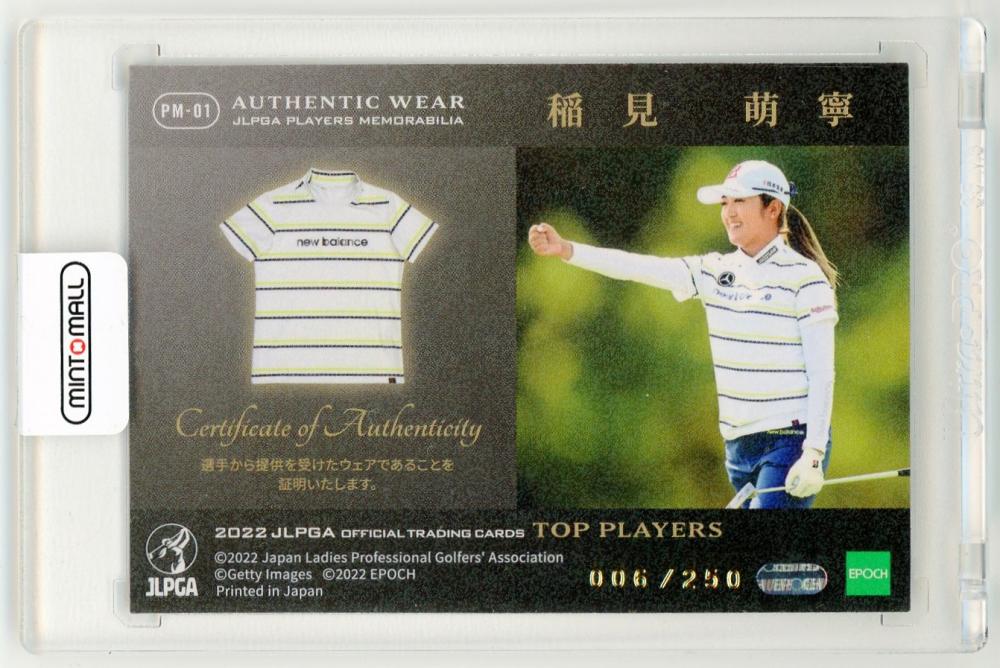 PM-01
AUTHENTIC WEAR
JLPGA PLAYERS MEMORABILIA
稲見 萌寧
new balance
MINTOMALL
Certificate of Authenticity
選手から提供を受けたウェアであることを
証明いたします。
new balance
JLPGA
2022 JLPGA OFFICIAL TRADING CARDS TOP PLAYERS
©2022 Japan Ladies Professional Golfers' Association
©Getty Images ©2022 EPOCH
Printed in Japan
006/250
EPOCH